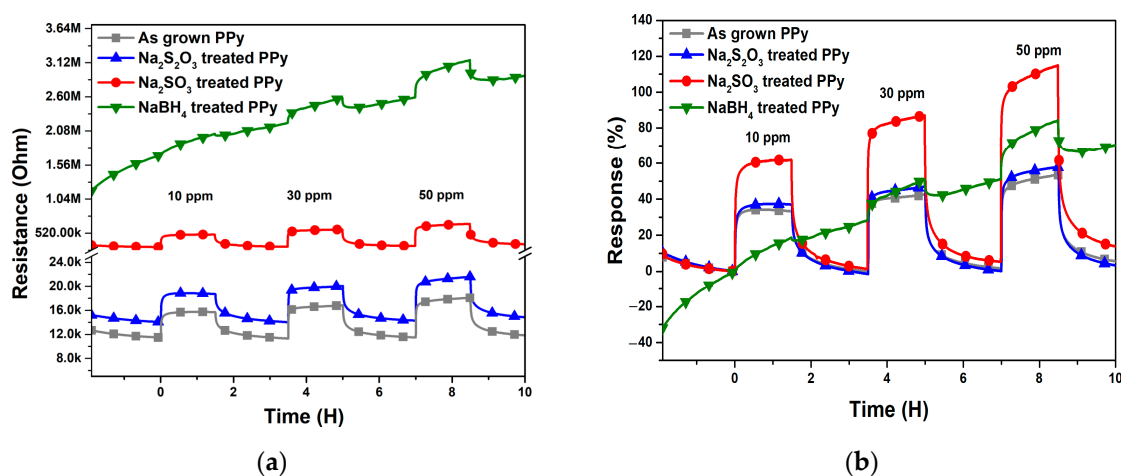 3.64M
3.12M
2.60M
2.08M
1.56M
1.04M
520.00k
24.0k
20.0k
16.0k
12.0k
8.0k
Resistance (Ohm)
As grown PPy
Na₂S₂O₃ treated PPy
Na₂SO₃ treated PPy
NaBH₄ treated PPy
10 ppm
30 ppm
50 ppm
0 2 4 6 8 10
Time (H)
(a)
140
120
100
80
60
40
20
0
−20
−40
Response (%)
As grown PPy
Na₂S₂O₃ treated PPy
Na₂SO₃ treated PPy
NaBH₄ treated PPy
10 ppm
30 ppm
50 ppm
0 2 4 6 8 10
Time (H)
(b)